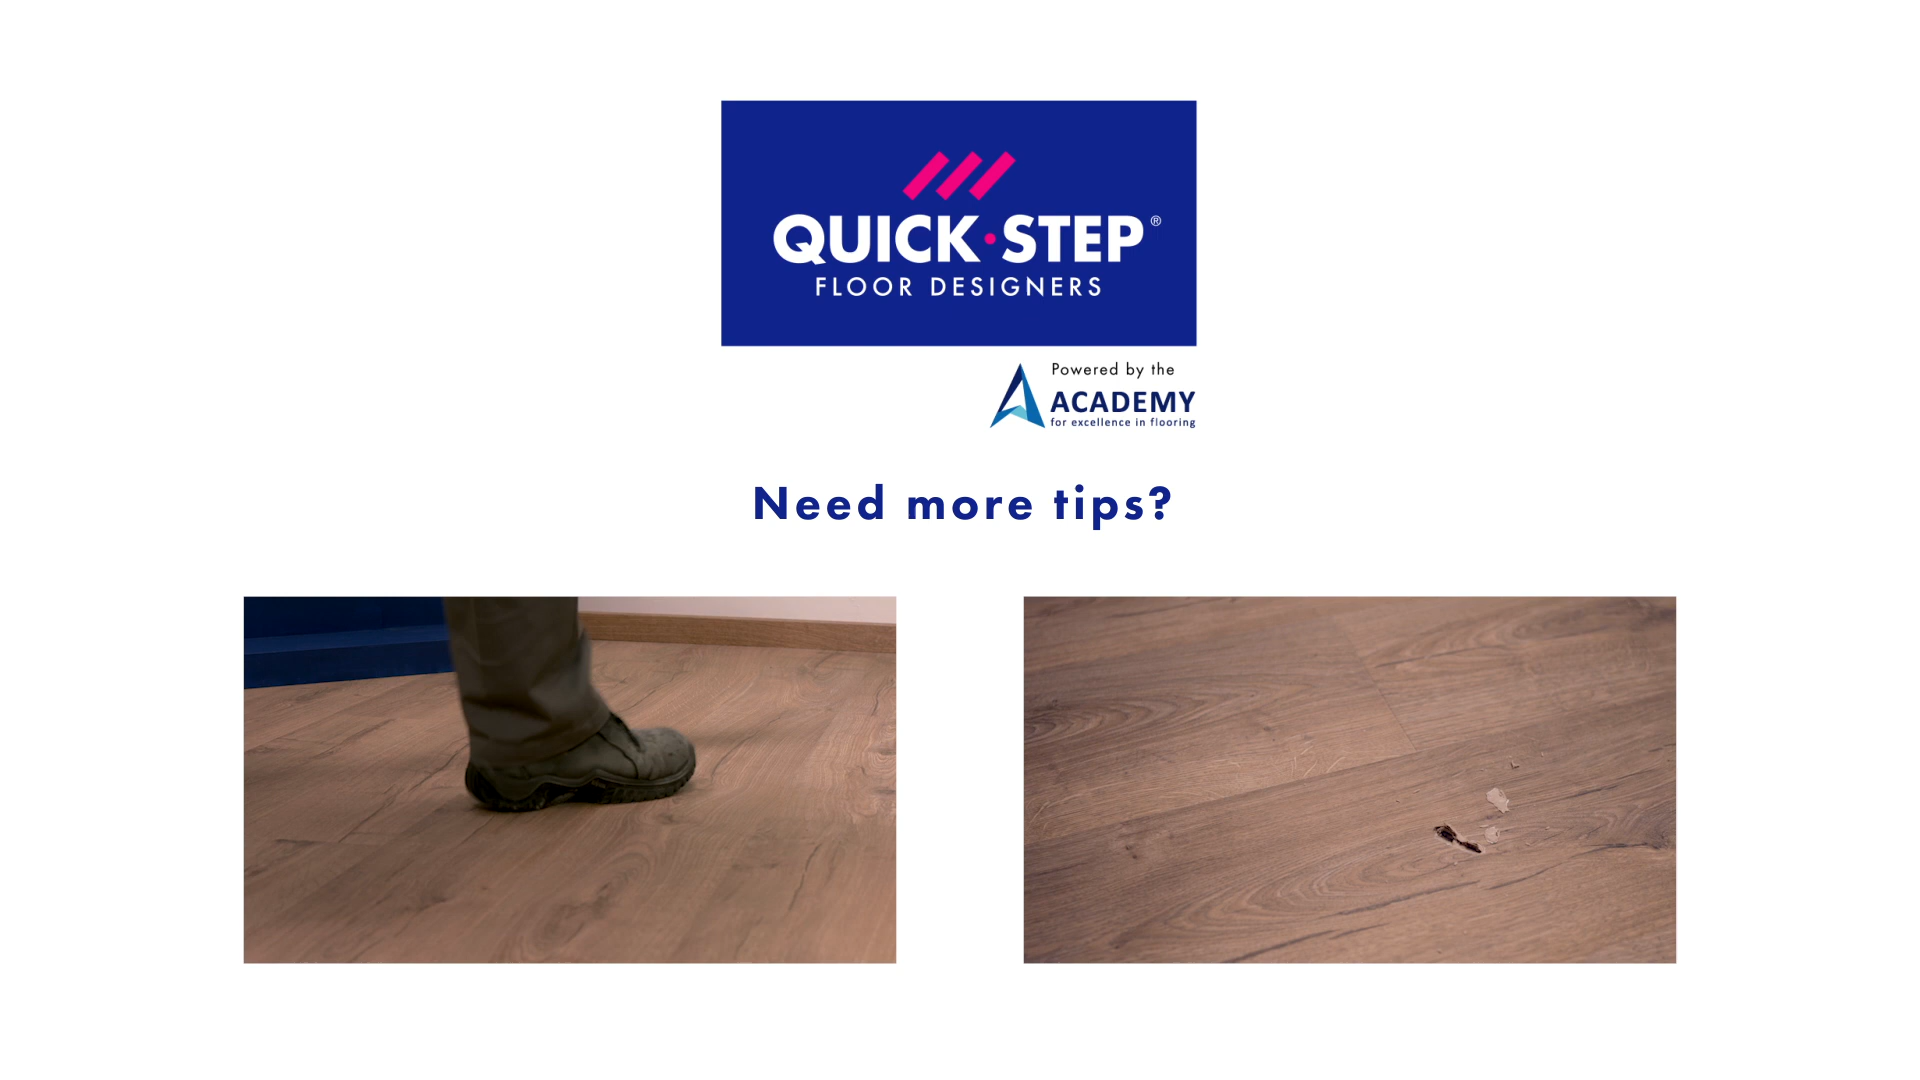 QUICK·STEP®
FLOOR DESIGNERS
Powered by the
ACADEMY
for excellence in flooring
Need more tips?